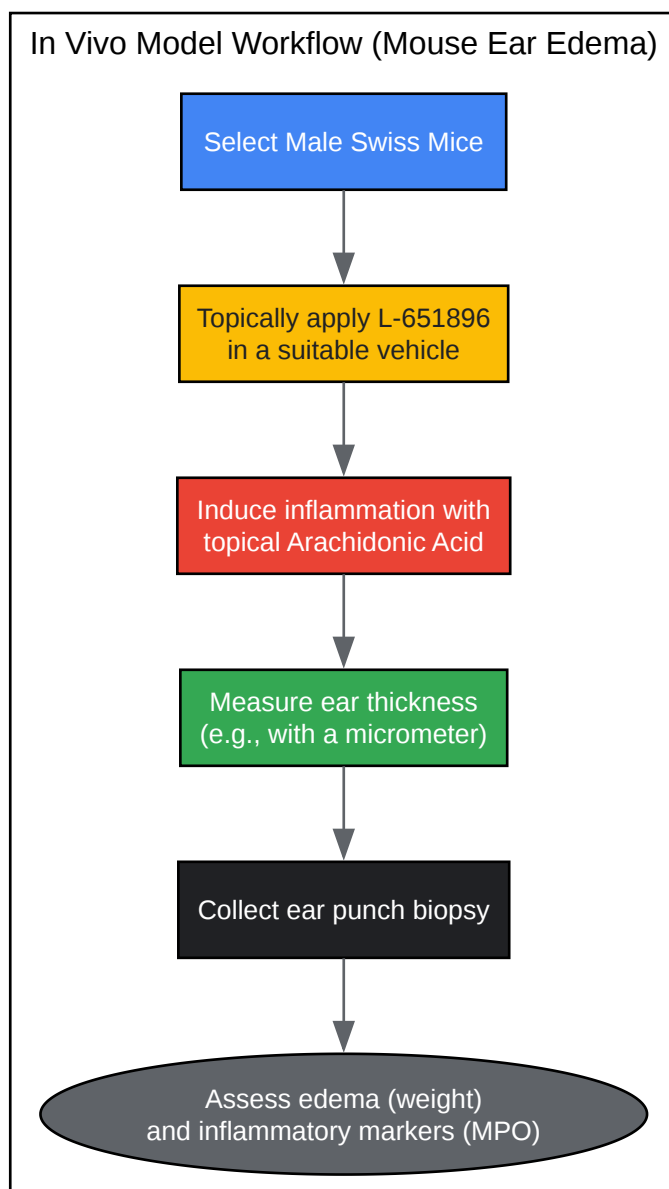 In Vivo Model Workflow (Mouse Ear Edema)
Select Male Swiss Mice
Topically apply L-651896
in a suitable vehicle
Induce inflammation with
topical Arachidonic Acid
Measure ear thickness
(e.g., with a micrometer)
Collect ear punch biopsy
Assess edema (weight)
and inflammatory markers (MPO)